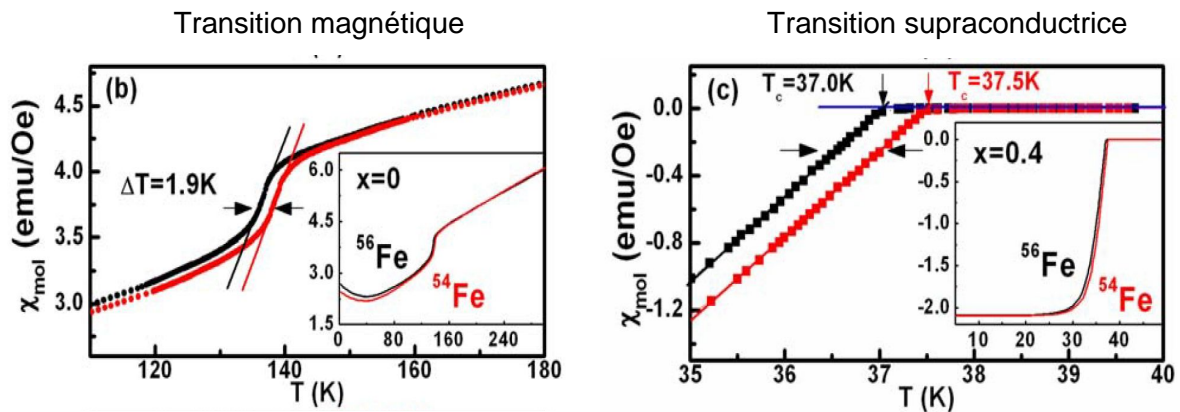 Transition magnétique
Transition supraconductrice
(b)
χmol (emu/Oe)
4.5
4.0
3.5
3.0
ΔT=1.9K
x=0
6.0
4.5
3.0
1.5
56Fe
54Fe
0 80 160 240
120 140 160 180
T (K)
(c)
Tc=37.0K
Tc=37.5K
χmol (emu/Oe)
0.0
-0.4
-0.8
-1.2
x=0.4
0.0
-0.5
-1.0
-1.5
-2.0
56Fe
54Fe
10 20 30 40
35 36 37 38 39 40
T (K)